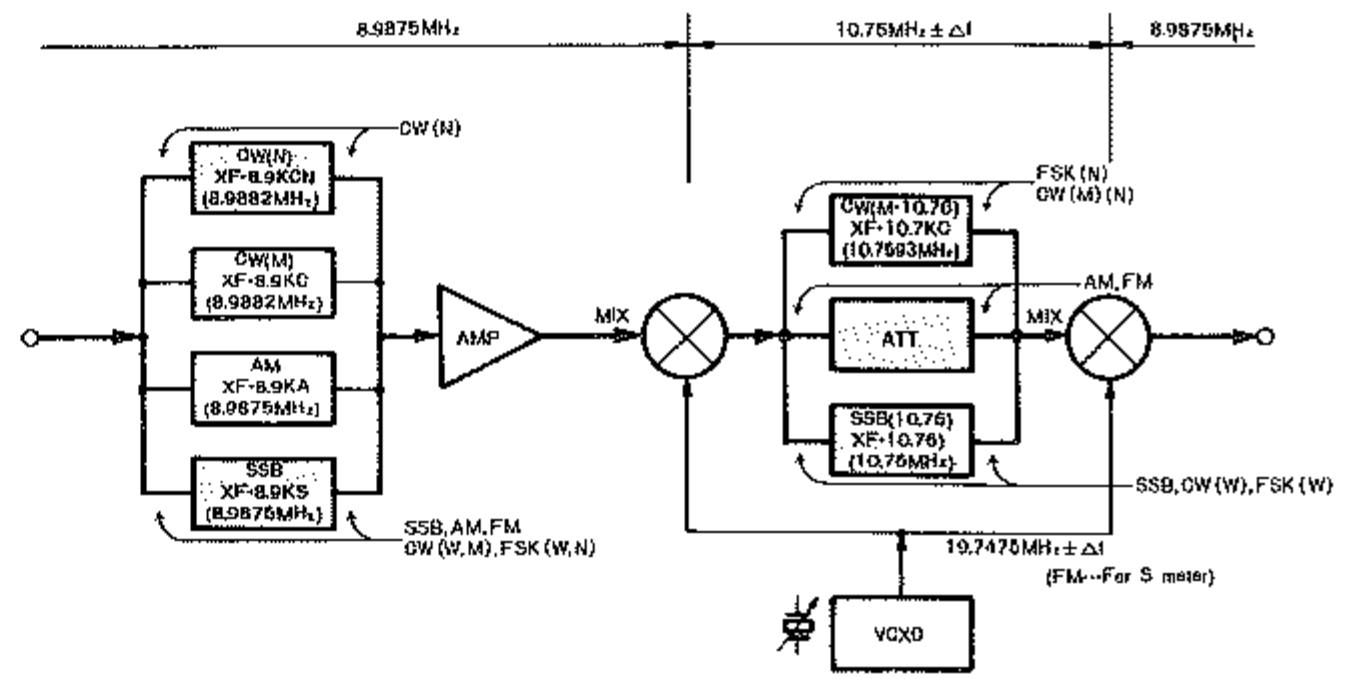 8.9875MHz
10.75MHz ± Δf
8.9875MHz
CW(N)
CW(N)
XF-8.9KCN
(8.9882MHz)
CW(M)
XF-8.9KC
(8.9882MHz)
AM
XF-8.9KA
(8.9875MHz)
SSB
XF-8.9KS
(8.9875MHz)
SSB, AM, FM
CW(W,M), FSK(W,N)
AMP
MIX
FSK(N)
CW(M)(N)
CW(M-10.75)
XF-10.7KC
(10.7593MHz)
AM, FM
ATT
MIX
SSB(10.75)
XF-10.75)
(10.75MHz)
SSB, CW(W), FSK(W)
19.7475MHz ± Δf
(FM---For S meter)
VCXO